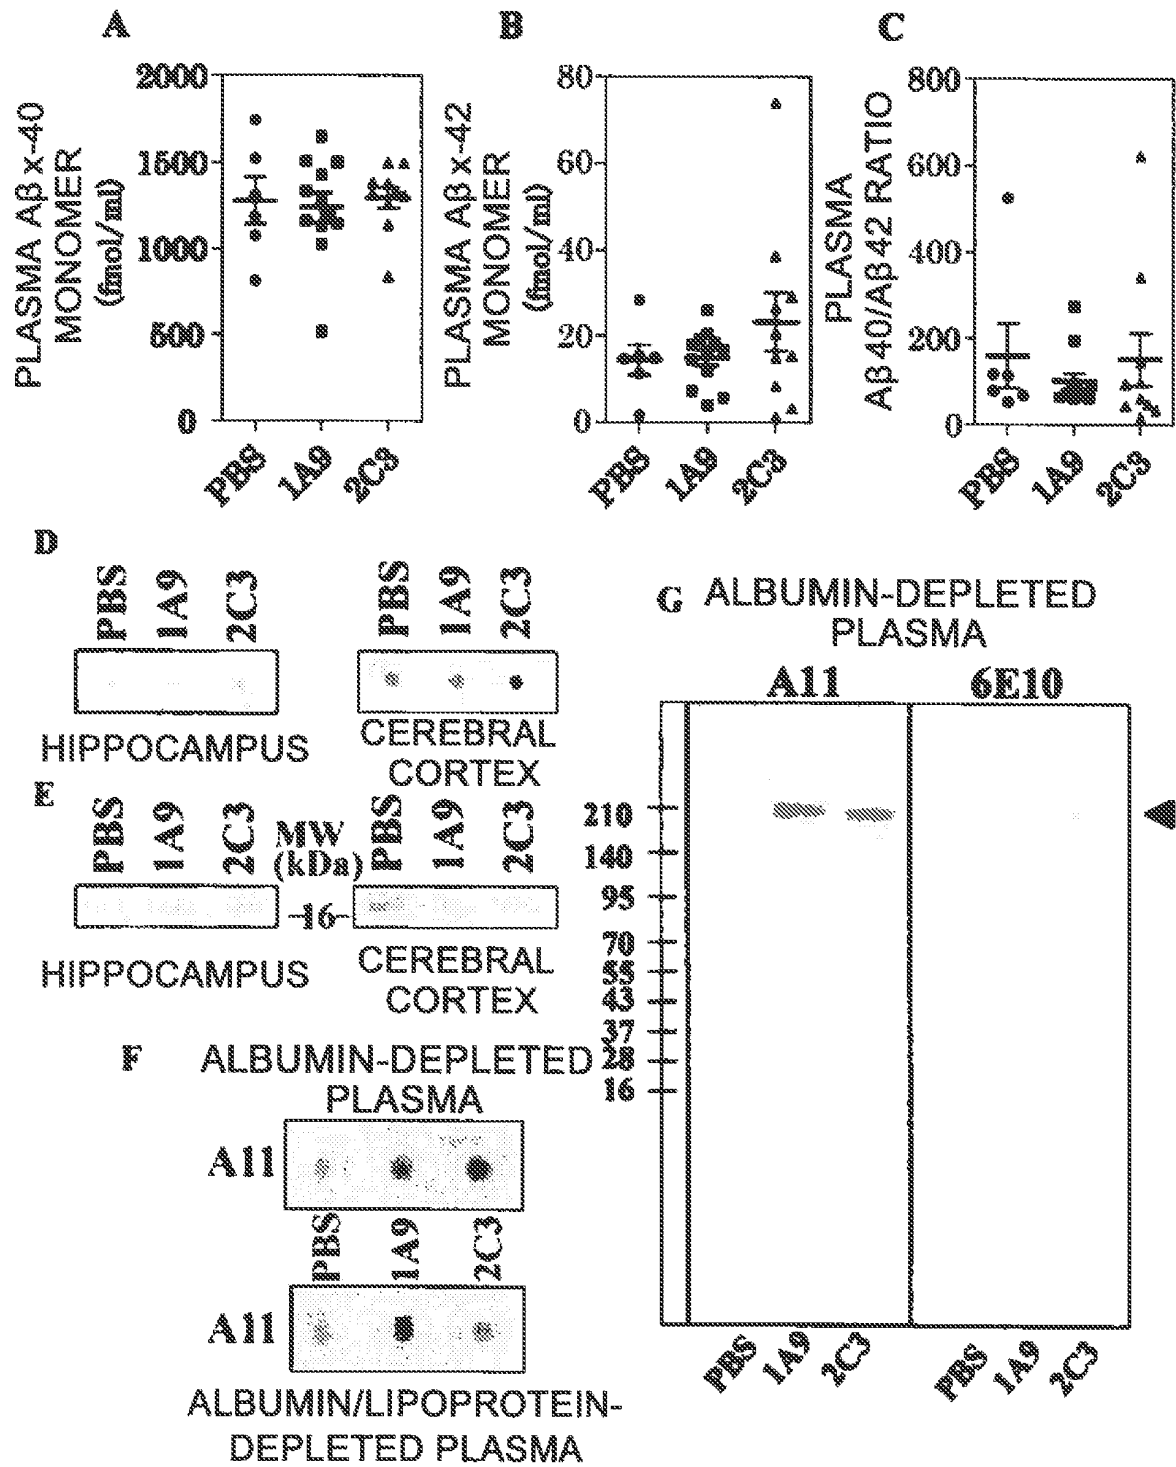 A
PLASMA Aβ x-40
MONOMER
(fmol/ml)
2000
1500
1000
500
0
PBS
1A9
2C3
B
PLASMA Aβ x-42
MONOMER
(fmol/ml)
80
60
40
20
0
PBS
1A9
2C3
C
PLASMA
Aβ40/Aβ42 RATIO
800
600
400
200
0
PBS
1A9
2C3
D
PBS
1A9
2C3
HIPPOCAMPUS
PBS
1A9
2C3
CEREBRAL
CORTEX
E
PBS
1A9
2C3
HIPPOCAMPUS
MW
(kDa)
16
PBS
1A9
2C3
CEREBRAL
CORTEX
F
ALBUMIN-DEPLETED
PLASMA
A11
PBS
1A9
2C3
A11
ALBUMIN/LIPOPROTEIN-
DEPLETED PLASMA
G
ALBUMIN-DEPLETED
PLASMA
A11
6E10
210
140
95
70
55
43
37
28
16
PBS
1A9
2C3
PBS
1A9
2C3